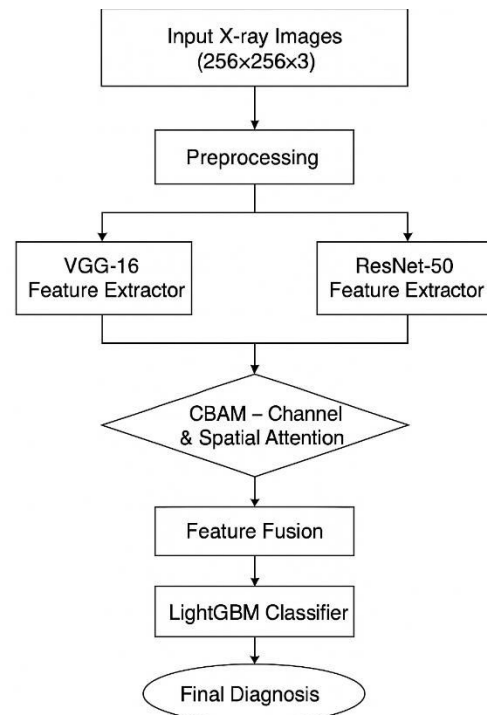 Input X-ray Images
(256×256×3)
Preprocessing
VGG-16
Feature Extractor
ResNet-50
Feature Extractor
CBAM – Channel
& Spatial Attention
Feature Fusion
LightGBM Classifier
Final Diagnosis